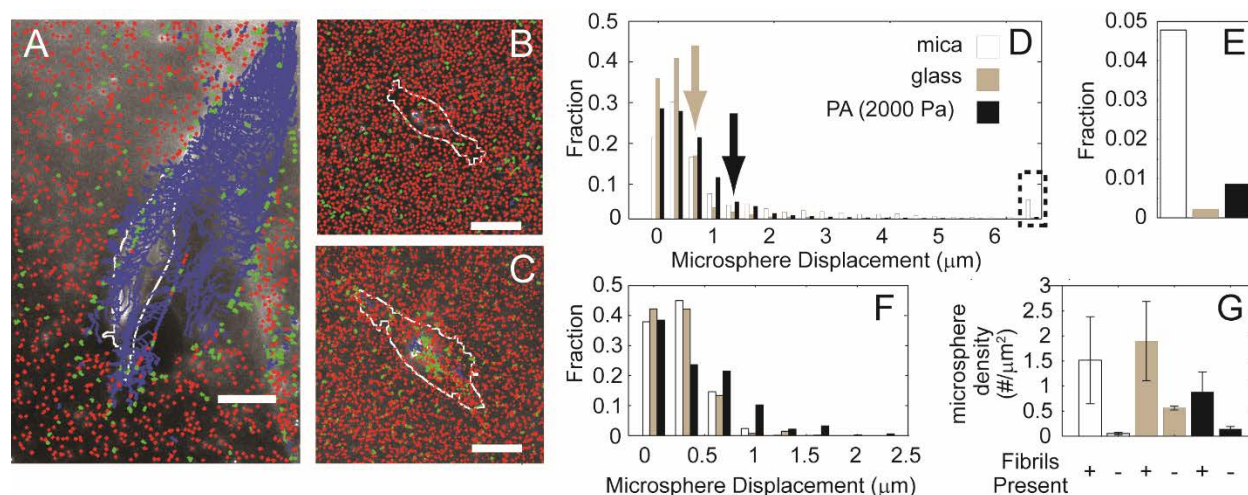 A
B
C
D
0.5
0.4
0.3
0.2
0.1
0
Fraction
mica
glass
PA (2000 Pa)
0 1 2 3 4 5 6
Microsphere Displacement (μm)
E
0.05
0.04
0.03
0.02
0.01
0
Fraction
F
0.5
0.4
0.3
0.2
0.1
0
Fraction
0 0.5 1 1.5 2 2.5
Microsphere Displacement (μm)
G
3
2.5
2
1.5
1
0.5
0
microsphere
density
(#/μm²)
Fibrils
Present
+ - + - + -